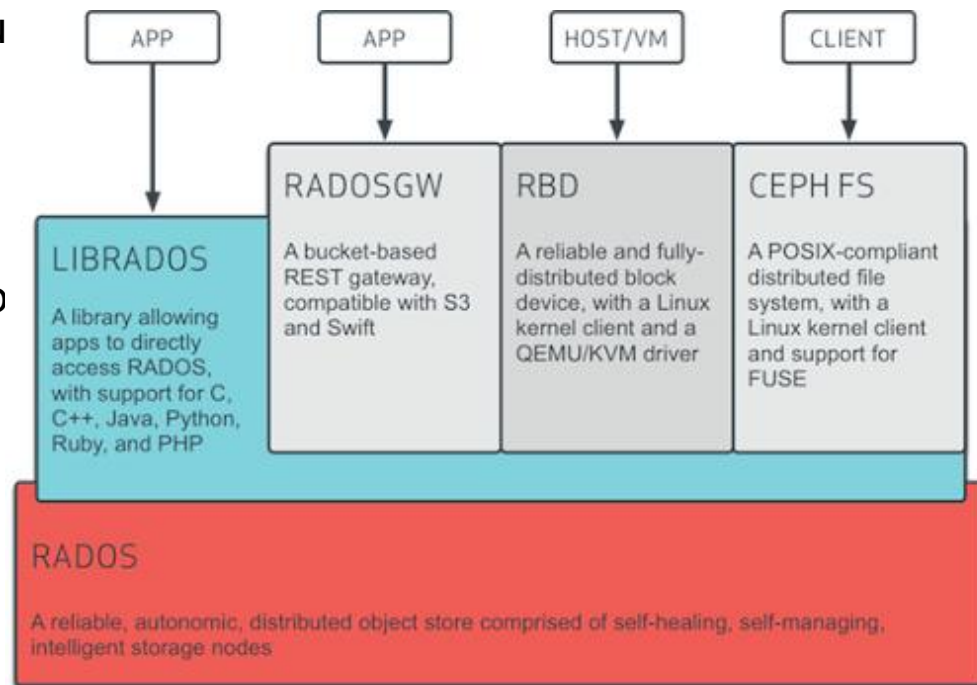 APP
APP
HOST/VM
CLIENT
LIBRADOS
A library allowing
apps to directly
access RADOS,
with support for C,
C++, Java, Python,
Ruby, and PHP
RADOSGW
A bucket-based
REST gateway,
compatible with S3
and Swift
RBD
A reliable and fully-
distributed block
device, with a Linux
kernel client and a
QEMU/KVM driver
CEPH FS
A POSIX-compliant
distributed file
system, with a
Linux kernel client
and support for
FUSE
RADOS
A reliable, autonomic, distributed object store comprised of self-healing, self-managing,
intelligent storage nodes